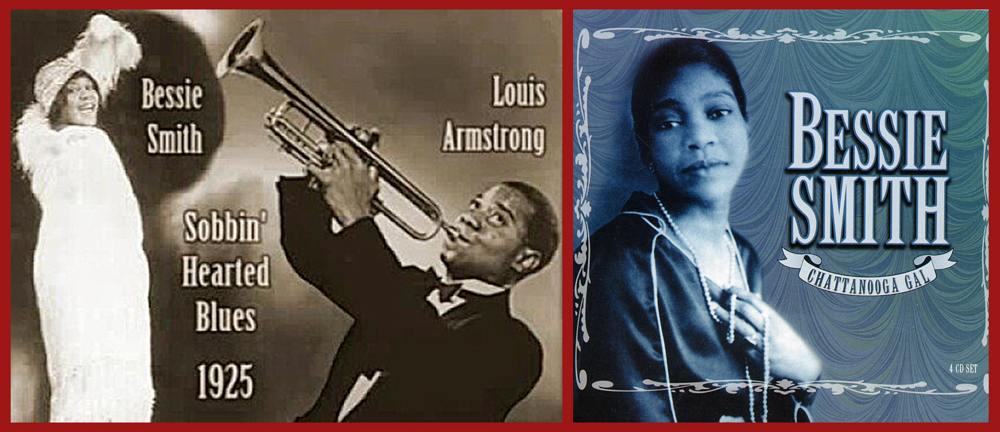 Bessie
Smith
Louis
Armstrong
Sobbin'
Hearted
Blues
1925
BESSIE
SMITH
CHATTANOOGA GAL
4 CD SET